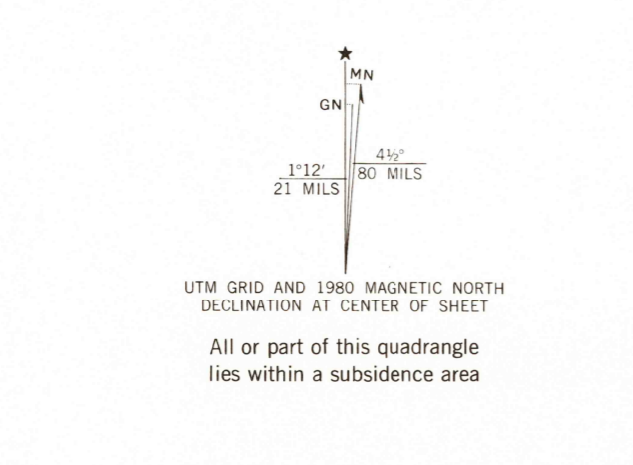 ★
MN
GN
4½°
80 MILS
1°12′
21 MILS
UTM GRID AND 1980 MAGNETIC NORTH
DECLINATION AT CENTER OF SHEET
All or part of this quadrangle
lies within a subsidence area